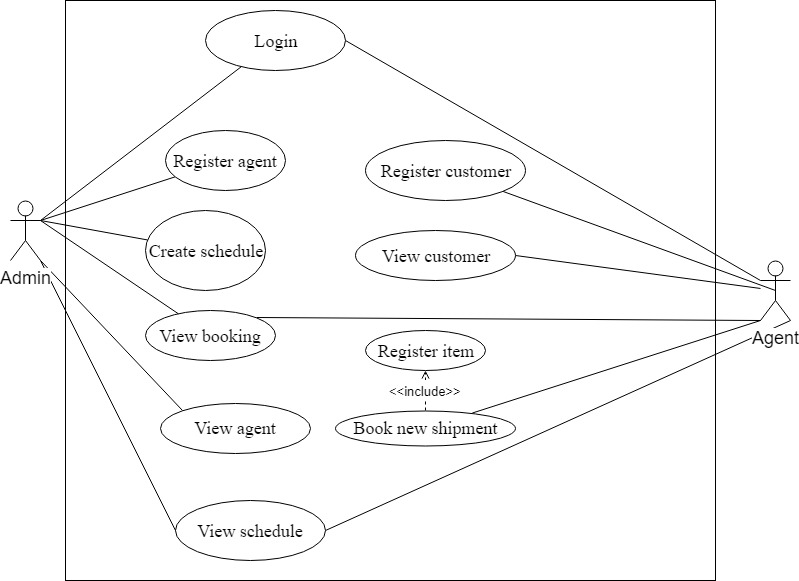 Login
Register agent
Register customer
Create schedule
View customer
Admin
View booking
Agent
Register item
<<include>>
View agent
Book new shipment
View schedule